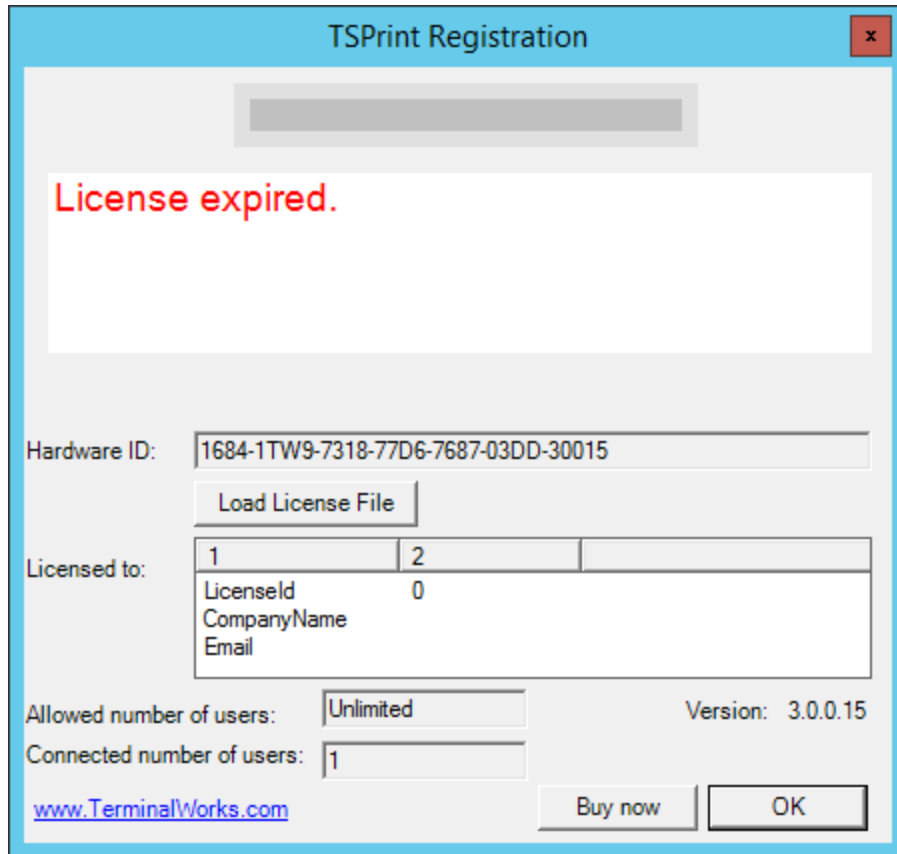 TSPrint Registration
x
License expired.
Hardware ID: 1684-1TW9-7318-77D6-7687-03DD-30015
Load License File
Licensed to:
1 2
LicenseId 0
CompanyName
Email
Allowed number of users: Unlimited
Version: 3.0.0.15
Connected number of users: 1
www.TerminalWorks.com
Buy now
OK